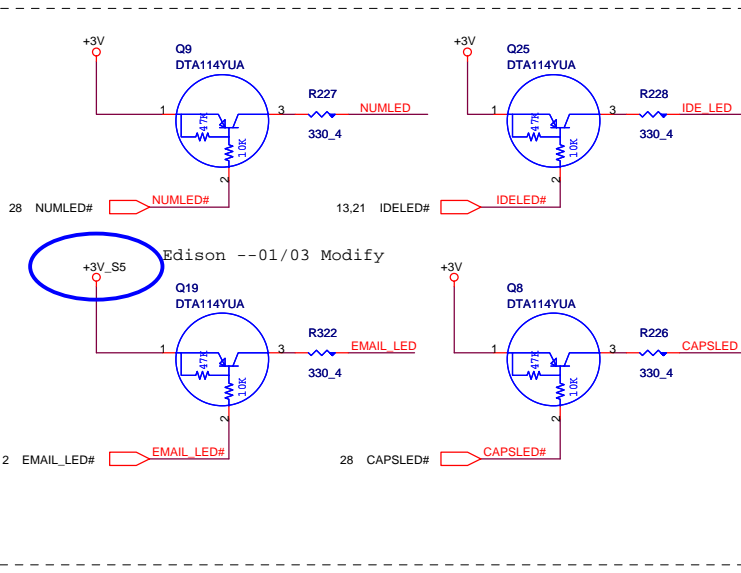 +3V
Q9
DTA114YUA
1
3
47K
10K
2
R227
330_4
NUMLED
28 NUMLED#
NUMLED#
+3V
Q25
DTA114YUA
1
3
47K
10K
2
R228
330_4
IDE_LED
13,21 IDELED#
IDELED#
Edison --01/03 Modify
+3V_S5
Q19
DTA114YUA
1
3
47K
10K
2
R322
330_4
EMAIL_LED
2 EMAIL_LED#
EMAIL_LED#
+3V
Q8
DTA114YUA
1
3
47K
10K
2
R226
330_4
CAPSLED
28 CAPSLED#
CAPSLED#